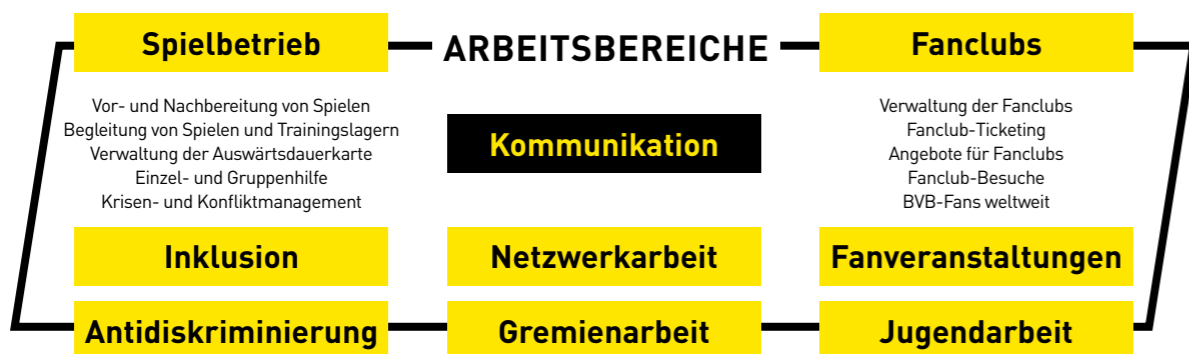 ARBEITSBEREICHE
Spielbetrieb
Vor- und Nachbereitung von Spielen
Begleitung von Spielen und Trainingslagern
Verwaltung der Auswärtsdauerkarte
Einzel- und Gruppenhilfe
Krisen- und Konfliktmanagement
Kommunikation
Fanclubs
Verwaltung der Fanclubs
Fanclub-Ticketing
Angebote für Fanclubs
Fanclub-Besuche
BVB-Fans weltweit
Inklusion
Netzwerkarbeit
Fanveranstaltungen
Antidiskriminierung
Gremienarbeit
Jugendarbeit